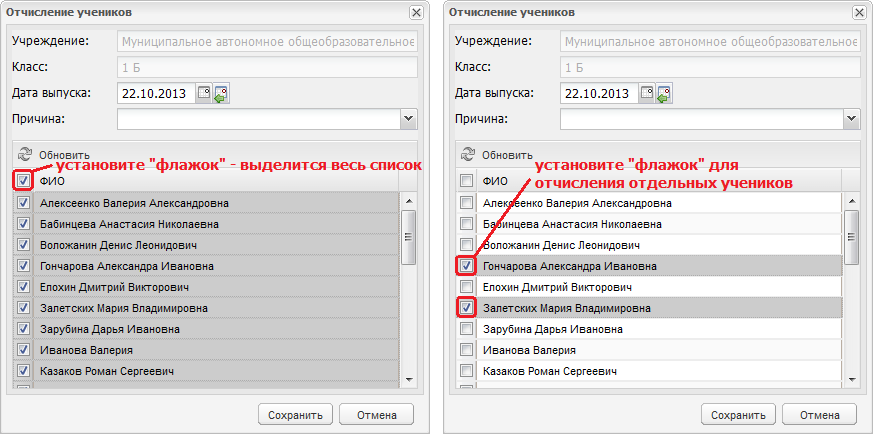 Отчисление учеников
Учреждение: Муниципальное автономное общеобразовательное
Класс: 1 Б
Дата выпуска: 22.10.2013
Причина:
Обновить
установите "флажок" - выделится весь список
ФИО
Алексеенко Валерия Александровна
Бабинцева Анастасия Николаевна
Воложанин Денис Леонидович
Гончарова Александра Ивановна
Елохин Дмитрий Викторович
Залетских Мария Владимировна
Зарубина Дарья Ивановна
Иванова Валерия
Казаков Роман Сергеевич
Сохранить Отмена
Отчисление учеников
Учреждение: Муниципальное автономное общеобразовательное
Класс: 1 Б
Дата выпуска: 22.10.2013
Причина:
Обновить
установите "флажок" для
отчисления отдельных учеников
ФИО
Алексеенко Валерия Александровна
Бабинцева Анастасия Николаевна
Воложанин Денис Леонидович
Гончарова Александра Ивановна
Елохин Дмитрий Викторович
Залетских Мария Владимировна
Зарубина Дарья Ивановна
Иванова Валерия
Казаков Роман Сергеевич
Сохранить Отмена